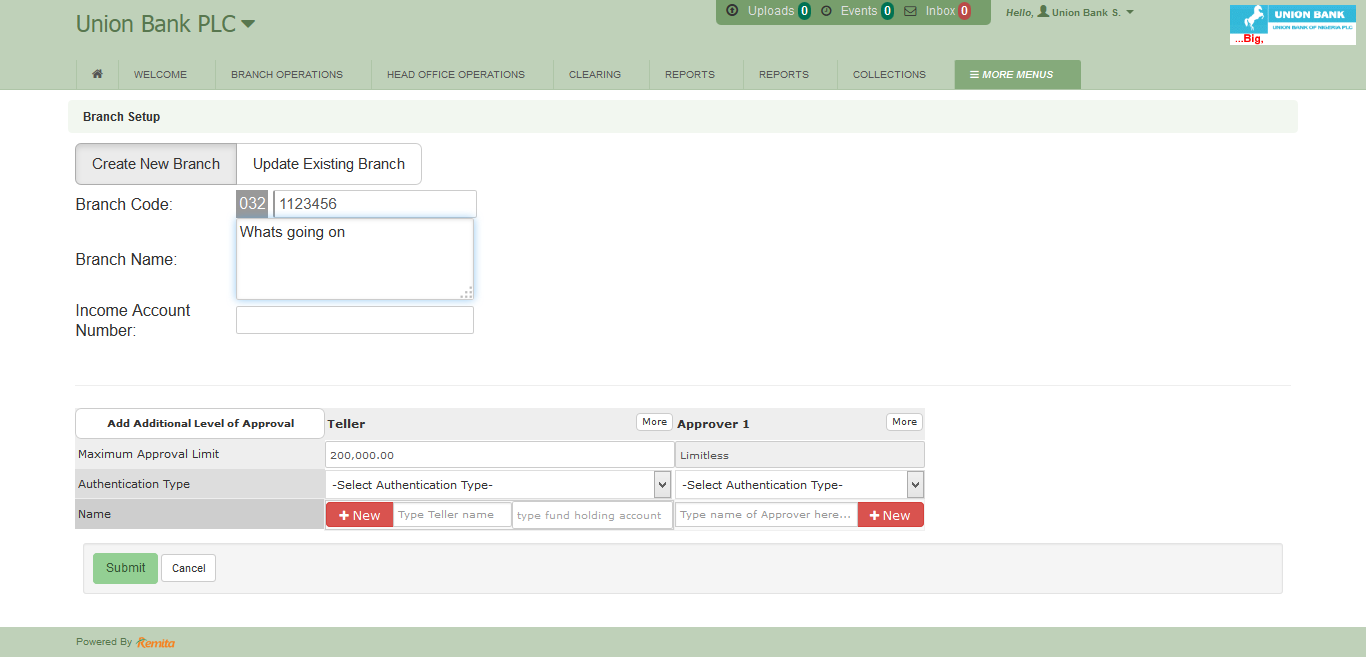 Union Bank PLC
Uploads 0 Events 0 Inbox 0
Hello, Union Bank S.
UNION BANK
UNION BANK OF NIGERIA PLC
...Big,
WELCOME BRANCH OPERATIONS HEAD OFFICE OPERATIONS CLEARING REPORTS REPORTS COLLECTIONS MORE MENUS
Branch Setup
Create New Branch Update Existing Branch
Branch Code: 032 1123456
Whats going on
Branch Name:
Income Account
Number:
Add Additional Level of Approval Teller More Approver 1 More
Maximum Approval Limit 200,000.00 Limitless
Authentication Type -Select Authentication Type- -Select Authentication Type-
Name + New Type Teller name type fund holding account Type name of Approver here... + New
Submit Cancel
Powered By Remita